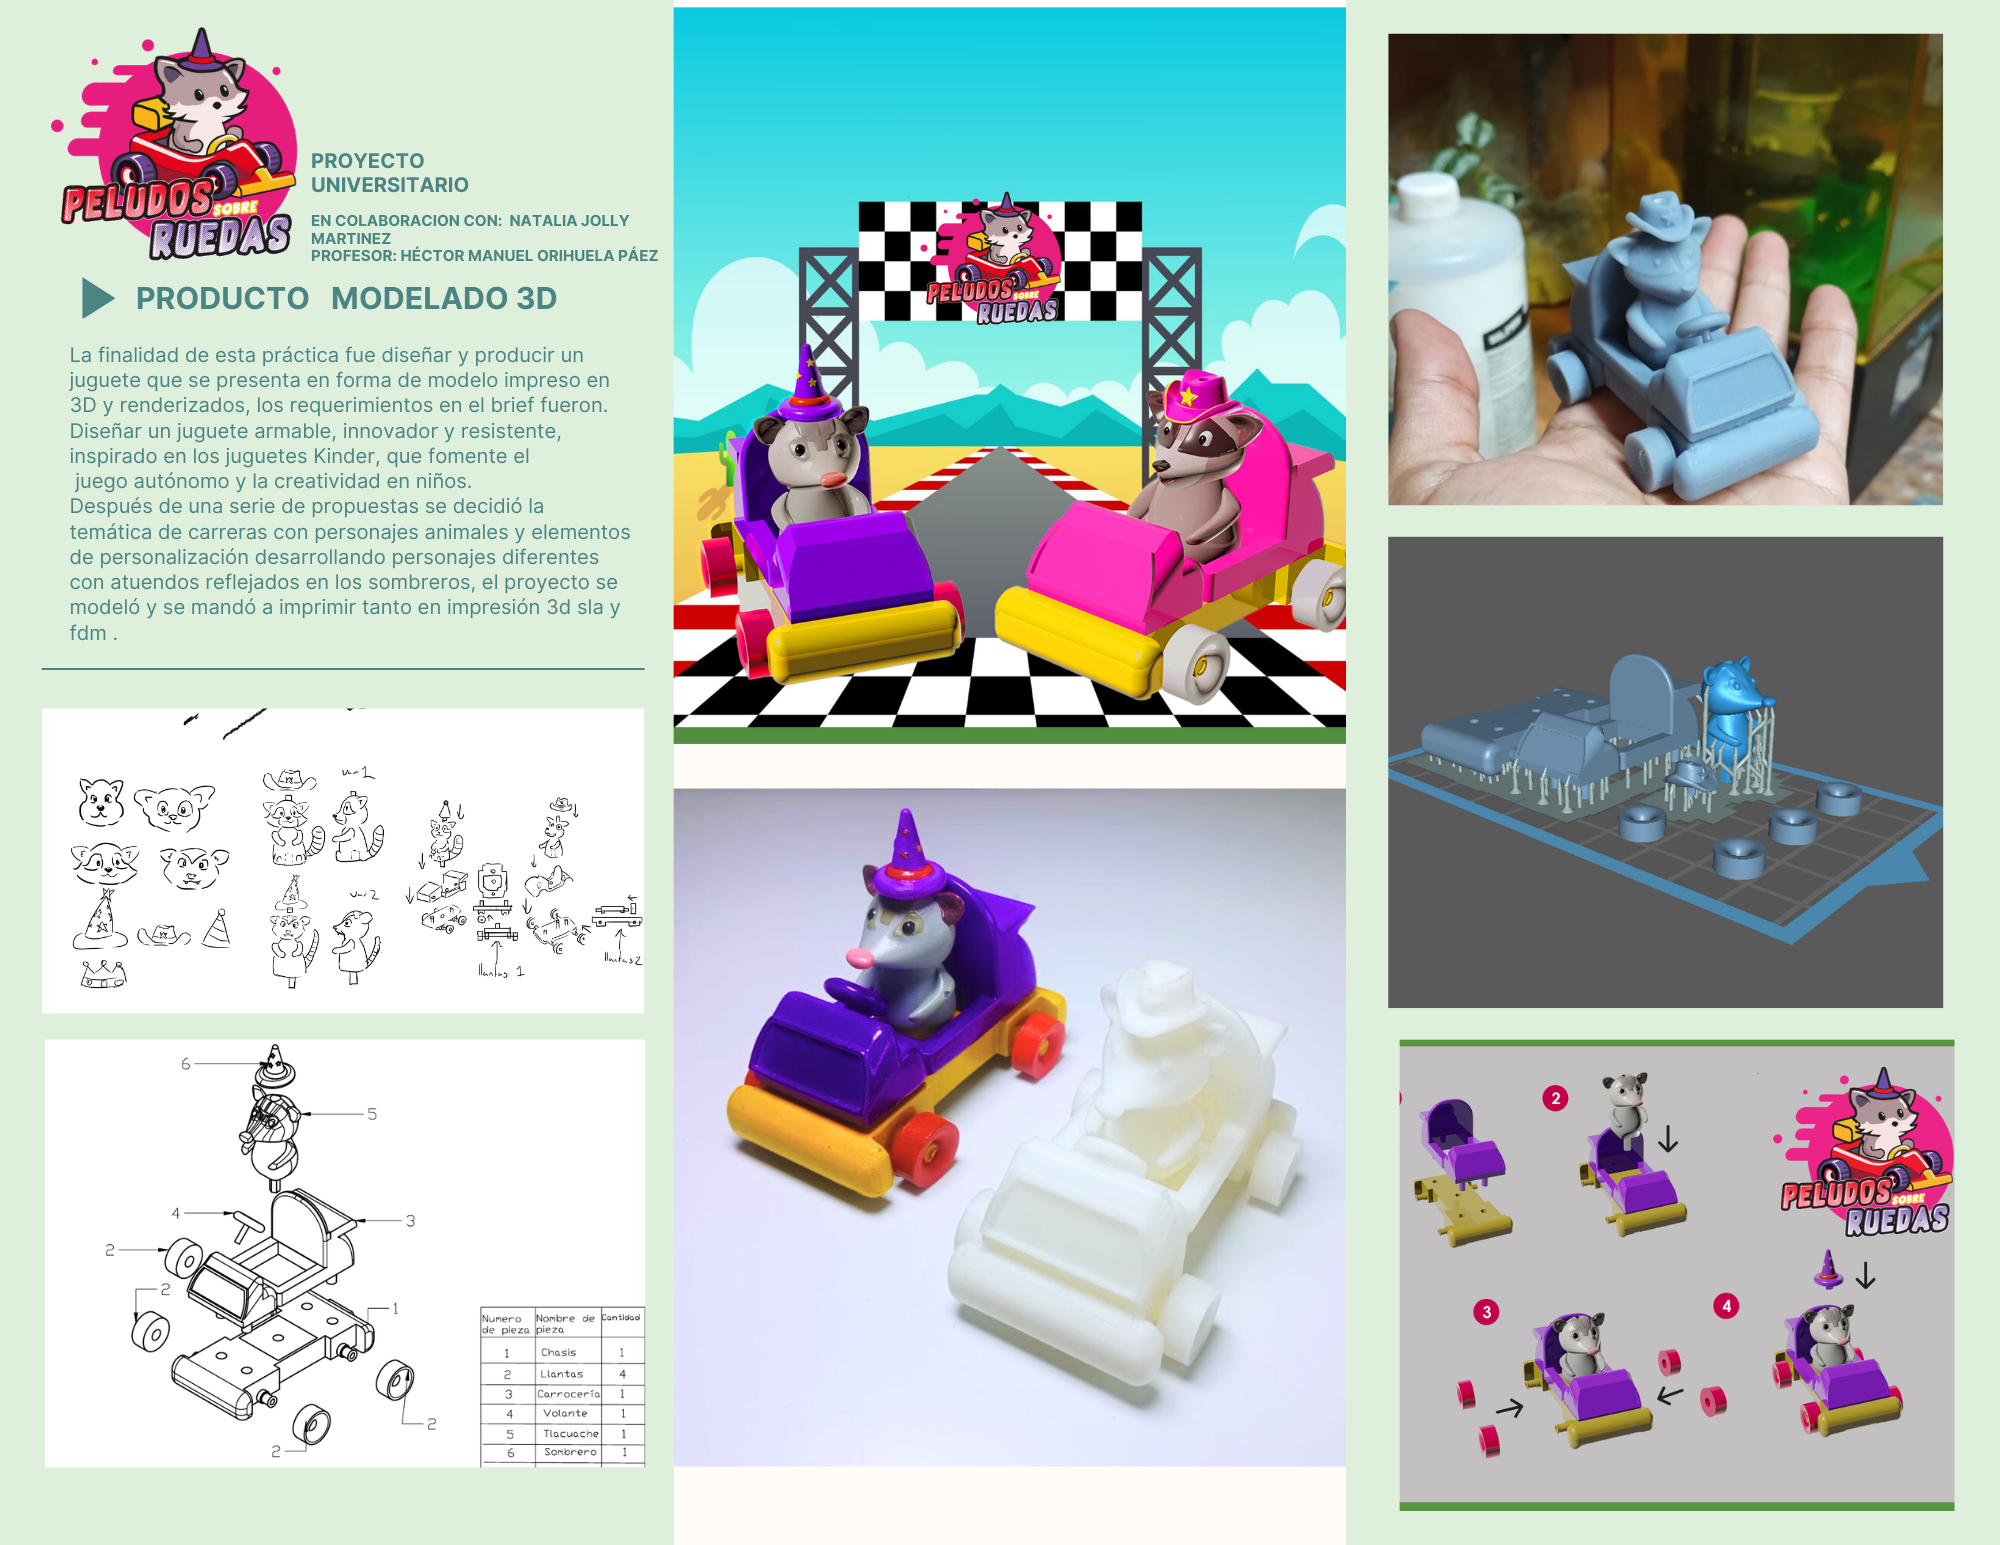 PELUDOS
SOBRE
RUEDAS
PROYECTO
UNIVERSITARIO
EN COLABORACION CON: NATALIA JOLLY
MARTINEZ
PROFESOR: HÉCTOR MANUEL ORIHUELA PÁEZ
PRODUCTO MODELADO 3D
La finalidad de esta práctica fue diseñar y producir un
juguete que se presenta en forma de modelo impreso en
3D y renderizados, los requerimientos en el brief fueron.
Diseñar un juguete armable, innovador y resistente,
inspirado en los juguetes Kinder, que fomente el
juego autónomo y la creatividad en niños.
Después de una serie de propuestas se decidió la
temática de carreras con personajes animales y elementos
de personalización desarrollando personajes diferentes
con atuendos reflejados en los sombreros, el proyecto se
modeló y se mandó a imprimir tanto en impresión 3d sla y
fdm .
var 1
var 2
llantas 1
llantas 2
6
5
4
3
2
2
1
2
2
Numero de pieza Nombre de pieza Cantidad
1 Chasis 1
2 Llantas 4
3 Carrocería 1
4 Volante 1
5 Tlacuache 1
6 Sombrero 1
PELUDOS
SOBRE
RUEDAS
2
PELUDOS
SOBRE
RUEDAS
3
4